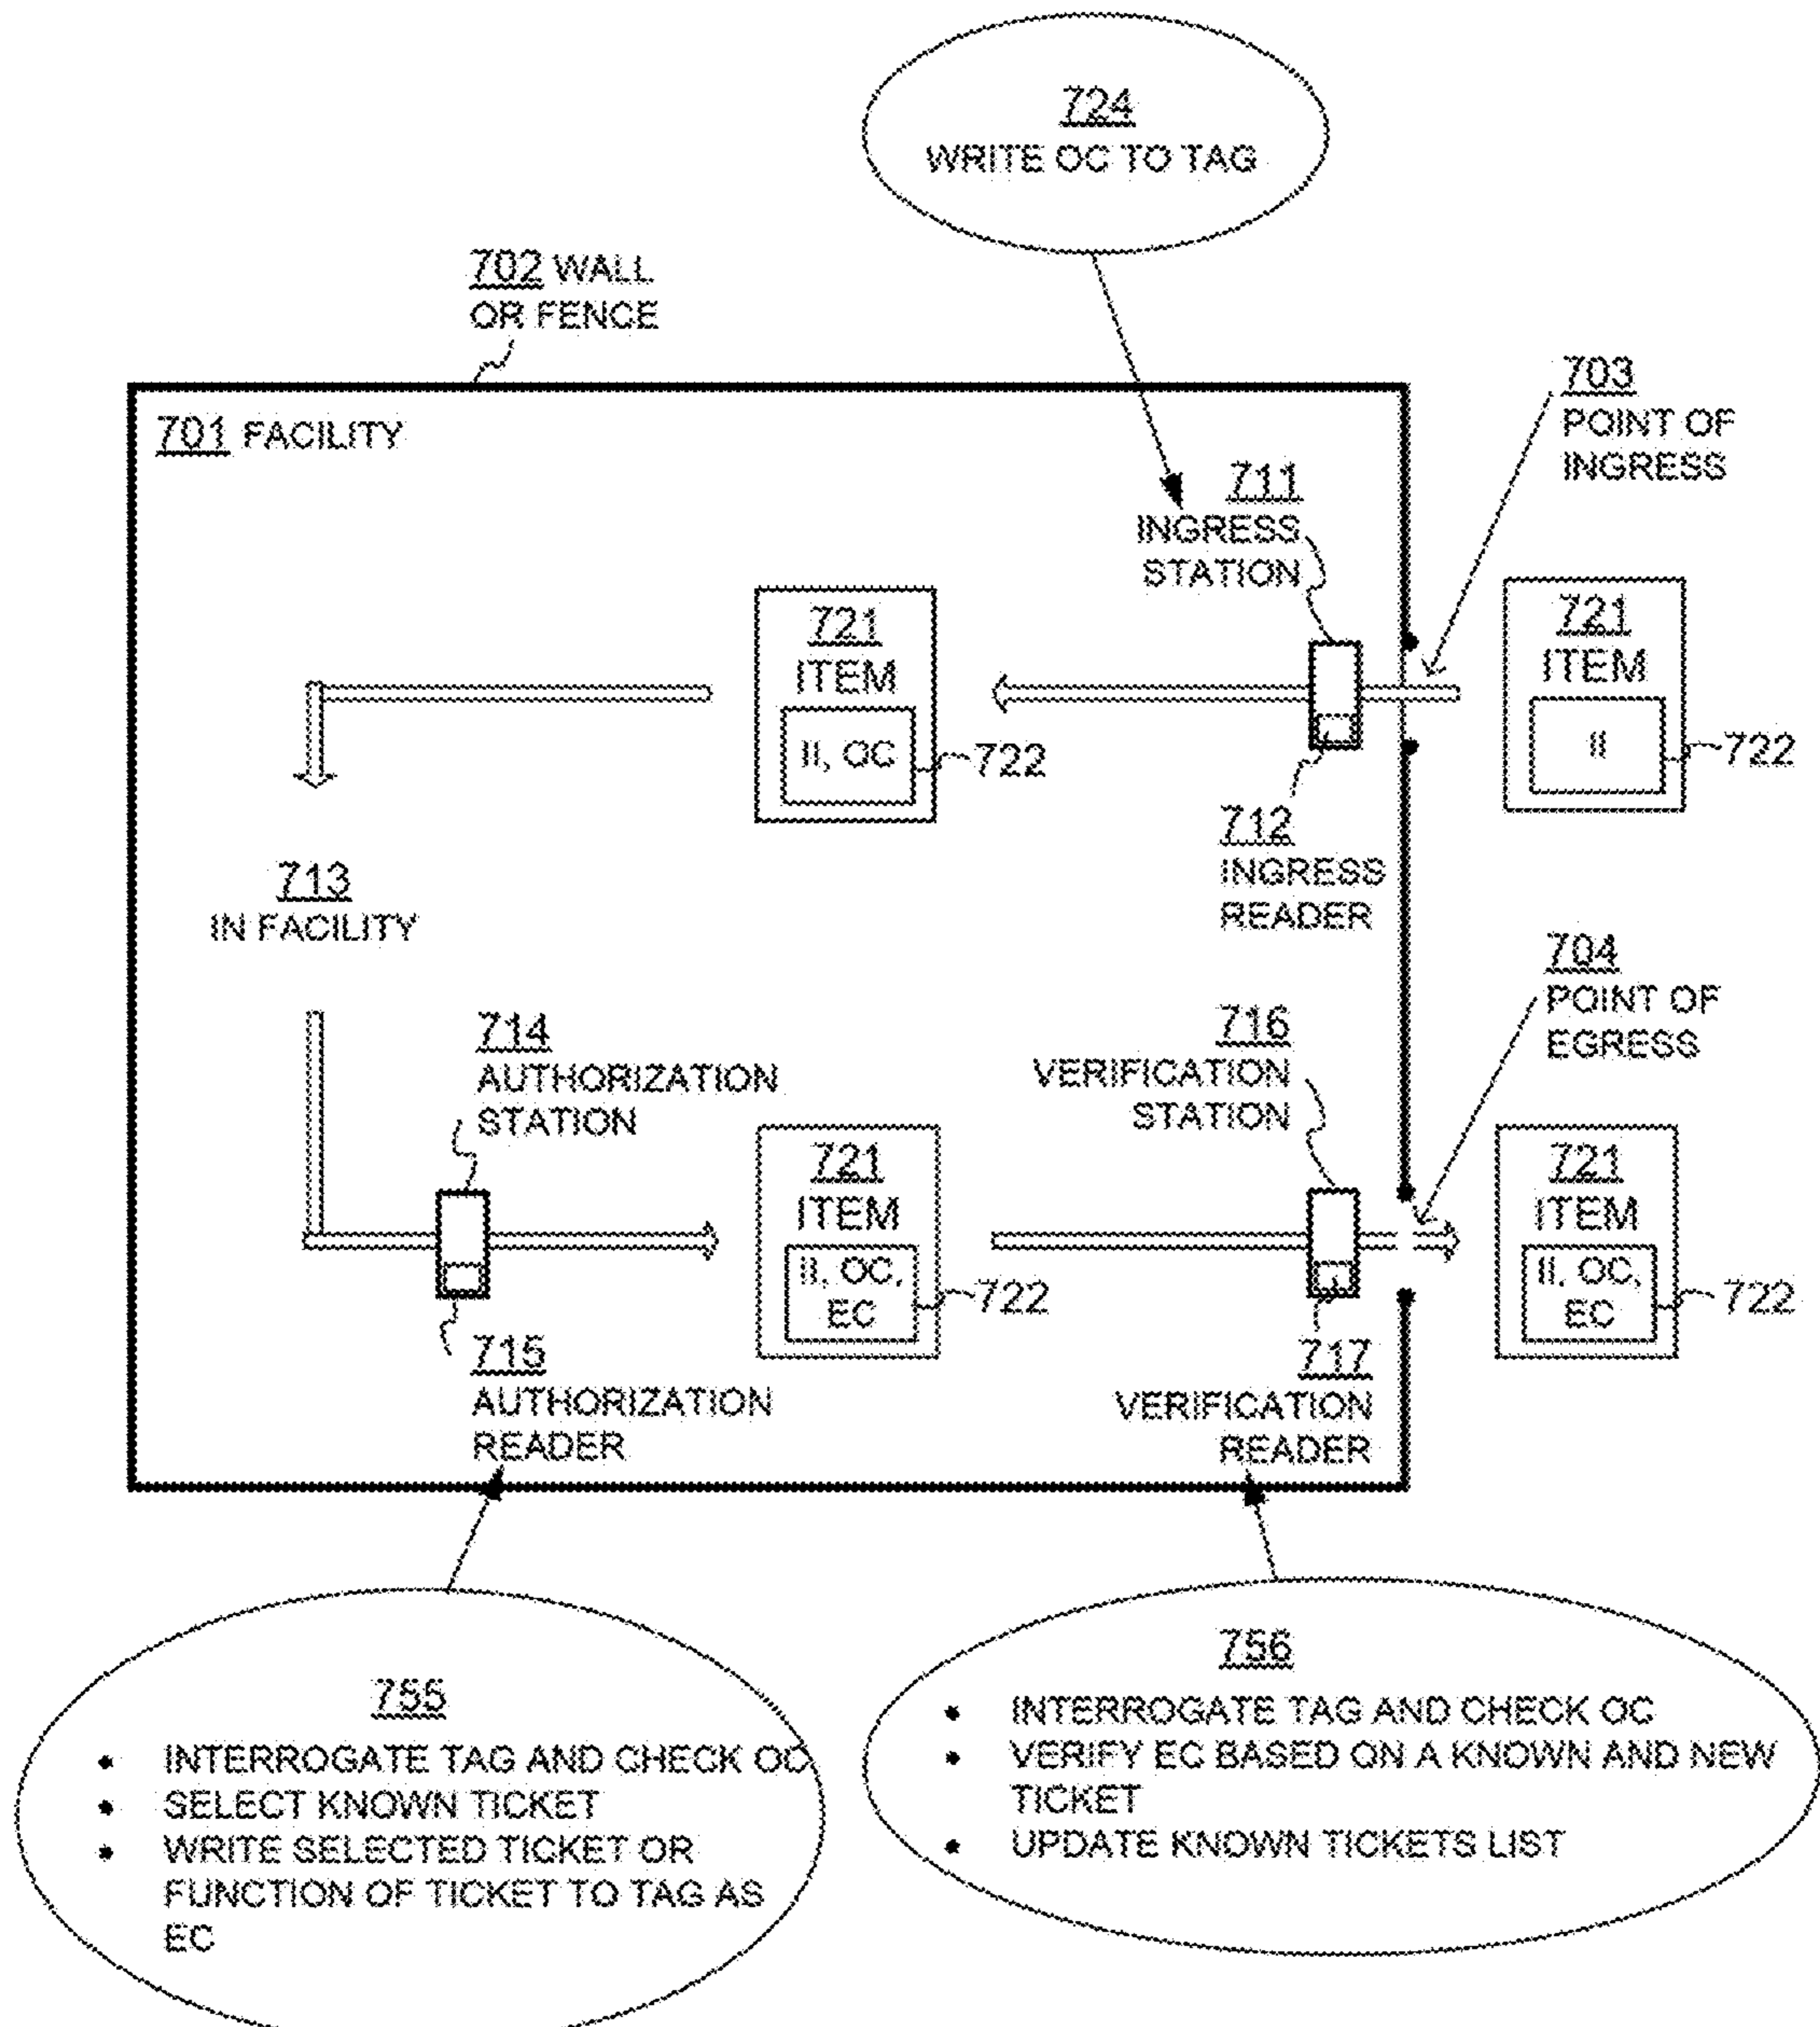 724
WRITE OC TO TAG
702 WALL
OR FENCE
703
POINT OF
INGRESS
701 FACILITY
711
INGRESS
STATION
721
ITEM
II, OC
722
721
ITEM
II
722
712
INGRESS
READER
713
IN FACILITY
704
POINT OF
EGRESS
714
AUTHORIZATION
STATION
716
VERIFICATION
STATION
721
ITEM
II, OC,
EC
722
721
ITEM
II, OC,
EC
722
715
AUTHORIZATION
READER
717
VERIFICATION
READER
755
• INTERROGATE TAG AND CHECK OC
• SELECT KNOWN TICKET
• WRITE SELECTED TICKET OR
FUNCTION OF TICKET TO TAG AS
EC
756
• INTERROGATE TAG AND CHECK OC
• VERIFY EC BASED ON A KNOWN AND NEW
TICKET
• UPDATE KNOWN TICKETS LIST